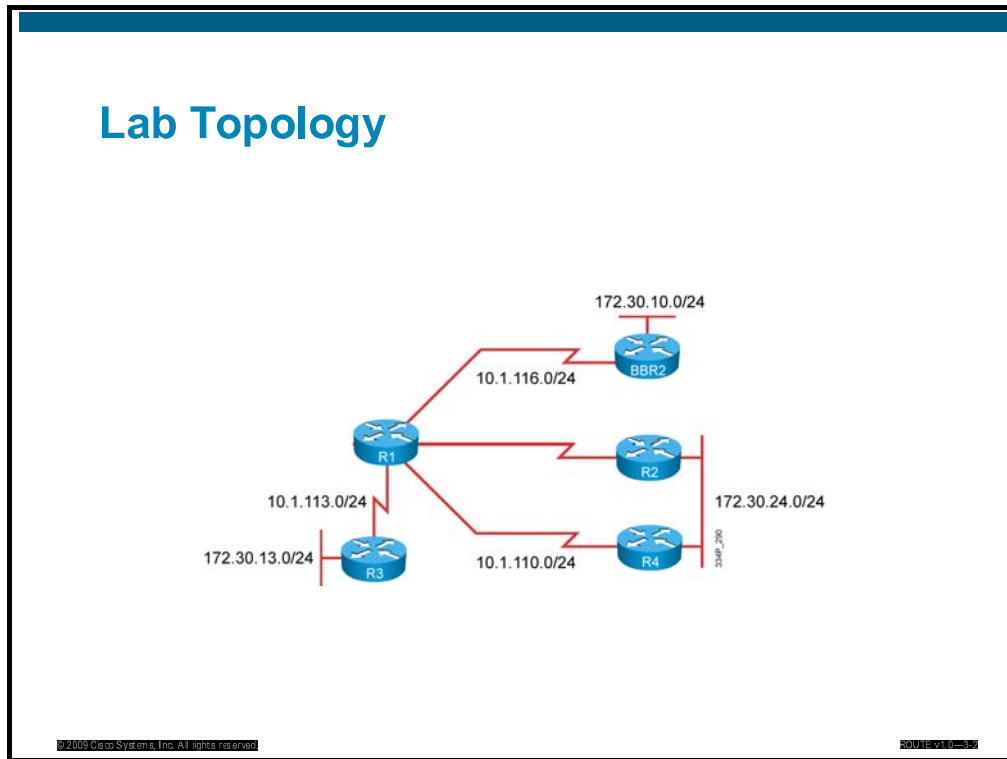 Lab Topology
172.30.10.0/24
BBR2
10.1.116.0/24
R1
R2
10.1.113.0/24
172.30.24.0/24
172.30.13.0/24
R3
10.1.110.0/24
R4
334P_290
© 2009 Cisco Systems, Inc. All rights reserved.
ROUTE v1.0—3-2